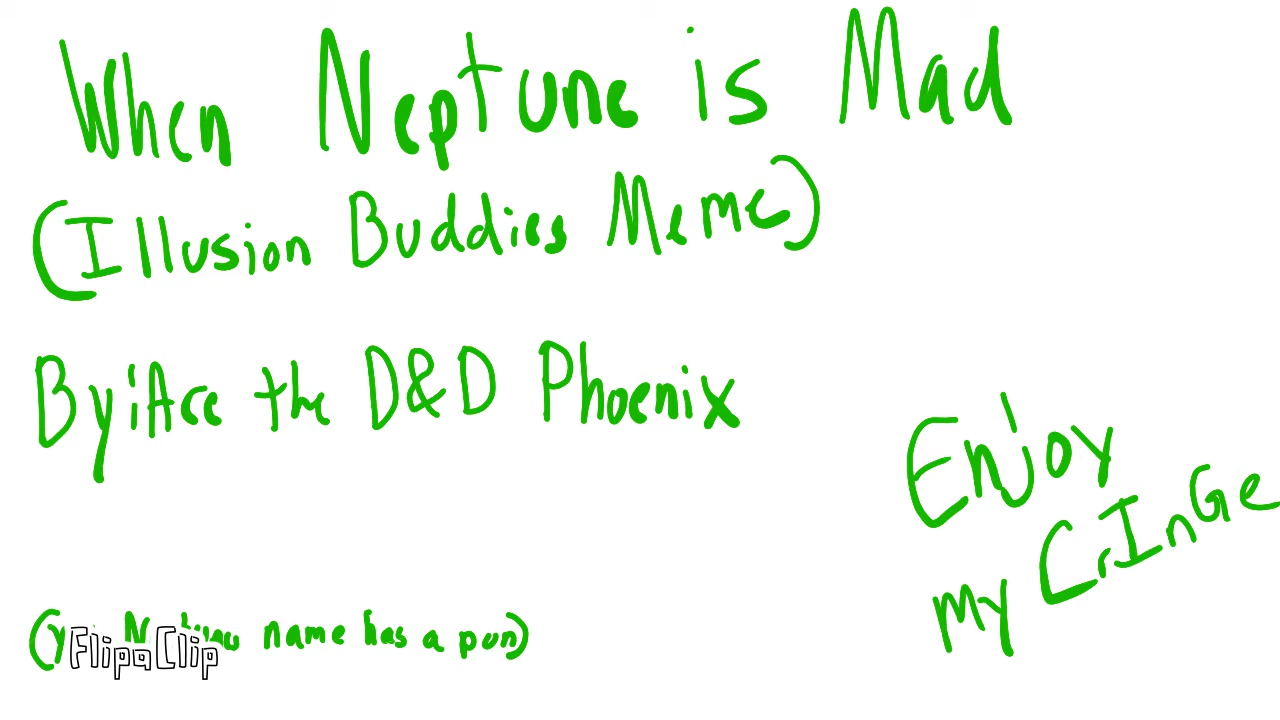 When Neptune is Mad
(Illusion Buddies Meme)
By: Ace the D&D Phoenix
Enjoy
my CrInGe
name has a pun)
FlipaClip